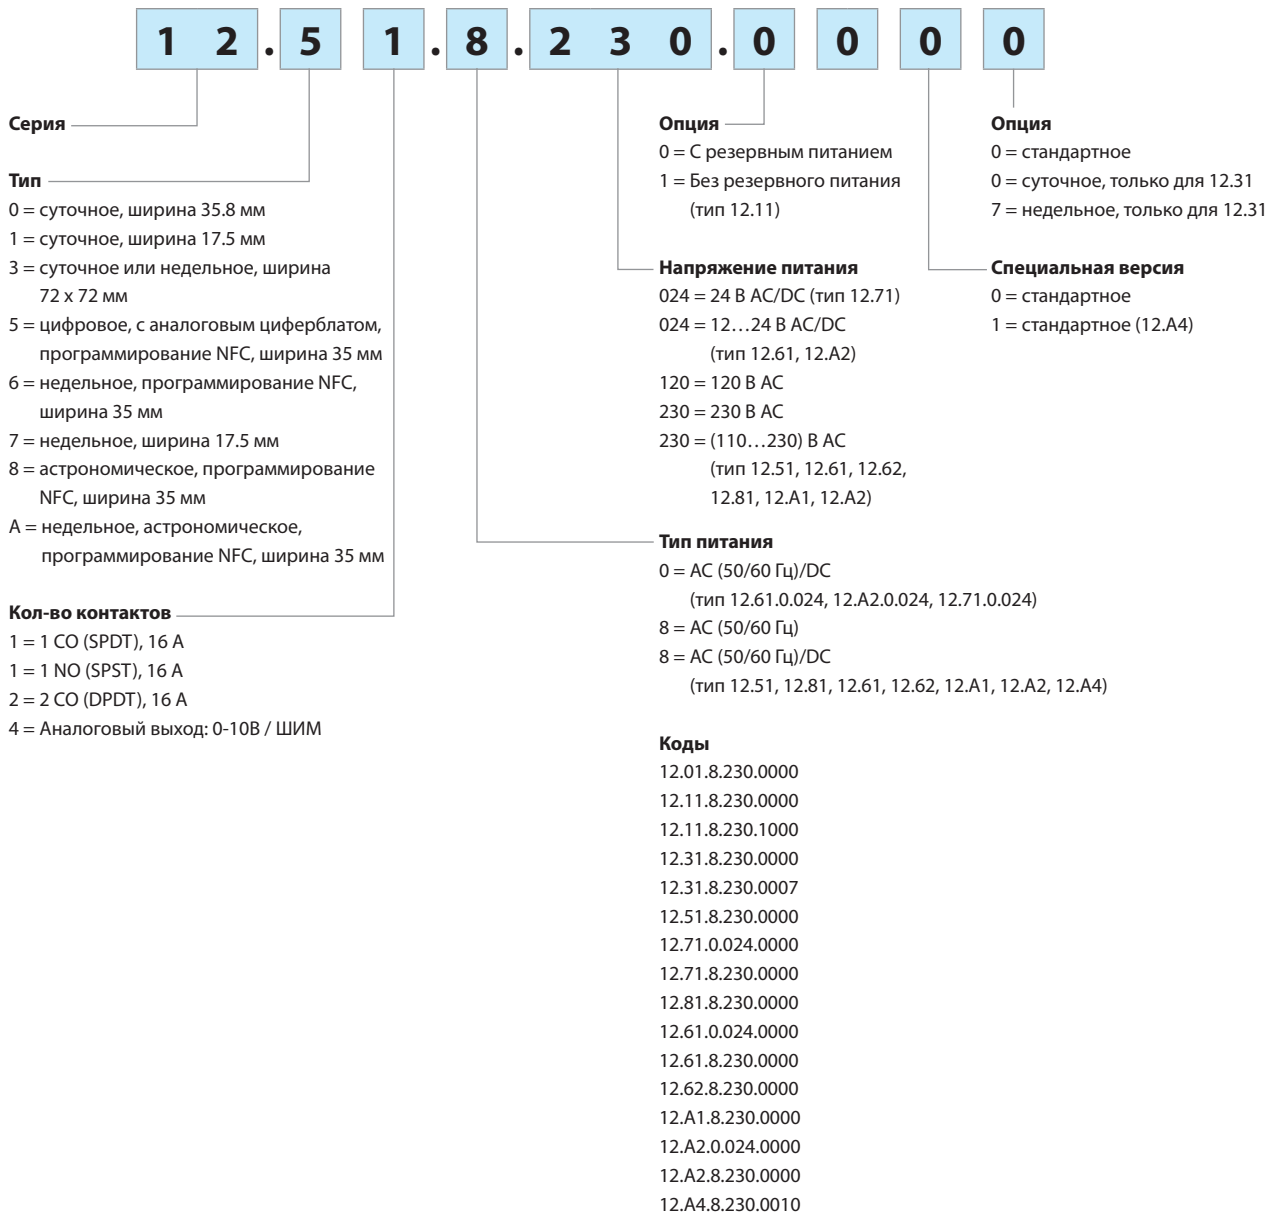 1 2 . 5 1 . 8 . 2 3 0 . 0 0 0 0
Серия
Тип
0 = суточное, ширина 35.8 мм
1 = суточное, ширина 17.5 мм
3 = суточное или недельное, ширина
72 x 72 мм
5 = цифровое, с аналоговым циферблатом,
программирование NFC, ширина 35 мм
6 = недельное, программирование NFC,
ширина 35 мм
7 = недельное, ширина 17.5 мм
8 = астрономическое, программирование
NFC, ширина 35 мм
A = недельное, астрономическое,
программирование NFC, ширина 35 мм
Кол-во контактов
1 = 1 CO (SPDT), 16 A
1 = 1 NO (SPST), 16 A
2 = 2 CO (DPDT), 16 A
4 = Аналоговый выход: 0-10В / ШИМ
Опция
0 = С резервным питанием
1 = Без резервного питания
(тип 12.11)
Напряжение питания
024 = 24 В AC/DC (тип 12.71)
024 = 12…24 В AC/DC
(тип 12.61, 12.A2)
120 = 120 В AC
230 = 230 В AC
230 = (110…230) В AC
(тип 12.51, 12.61, 12.62,
12.81, 12.A1, 12.A2)
Тип питания
0 = AC (50/60 Гц)/DC
(тип 12.61.0.024, 12.A2.0.024, 12.71.0.024)
8 = AC (50/60 Гц)
8 = AC (50/60 Гц)/DC
(тип 12.51, 12.81, 12.61, 12.62, 12.A1, 12.A2, 12.A4)
Коды
12.01.8.230.0000
12.11.8.230.0000
12.11.8.230.1000
12.31.8.230.0000
12.31.8.230.0007
12.51.8.230.0000
12.71.0.024.0000
12.71.8.230.0000
12.81.8.230.0000
12.61.0.024.0000
12.61.8.230.0000
12.62.8.230.0000
12.A1.8.230.0000
12.A2.0.024.0000
12.A2.8.230.0000
12.A4.8.230.0010
Опция
0 = стандартное
0 = суточное, только для 12.31
7 = недельное, только для 12.31
Специальная версия
0 = стандартное
1 = стандартное (12.A4)